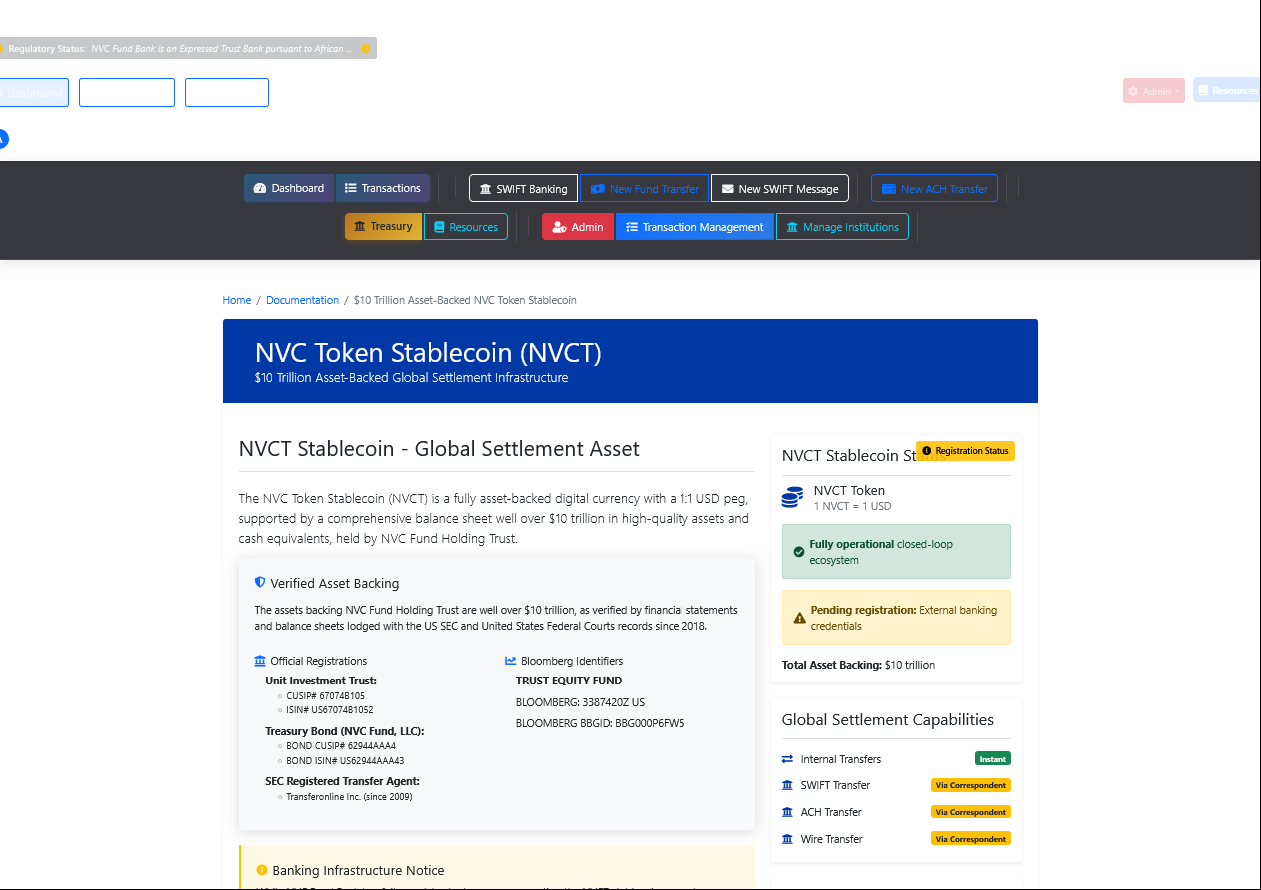 Regulatory Status: NVC Fund Bank is an Expressed Trust Bank pursuant to African ...
Dashboard
Admin
Resources
Dashboard
Transactions
SWIFT Banking
New Fund Transfer
New SWIFT Message
New ACH Transfer
Treasury
Resources
Admin
Transaction Management
Manage Institutions
Home / Documentation / $10 Trillion Asset-Backed NVC Token Stablecoin
NVC Token Stablecoin (NVCT)
$10 Trillion Asset-Backed Global Settlement Infrastructure
NVCT Stablecoin - Global Settlement Asset
The NVC Token Stablecoin (NVCT) is a fully asset-backed digital currency with a 1:1 USD peg,
supported by a comprehensive balance sheet well over $10 trillion in high-quality assets and
cash equivalents, held by NVC Fund Holding Trust.
Verified Asset Backing
The assets backing NVC Fund Holding Trust are well over $10 trillion, as verified by financial statements
and balance sheets lodged with the US SEC and United States Federal Courts records since 2018.
Official Registrations
Unit Investment Trust:
CUSIP# 67074B105
ISIN# US67074B1052
Treasury Bond (NVC Fund, LLC):
BOND CUSIP# 62944AAA4
BOND ISIN# US62944AAA43
SEC Registered Transfer Agent:
Transferonline Inc. (since 2009)
Bloomberg Identifiers
TRUST EQUITY FUND
BLOOMBERG: 3387420Z US
BLOOMBERG BBGID: BBG000P6FW5
Banking Infrastructure Notice
NVCT Stablecoin
Registration Status
NVCT Token
1 NVCT = 1 USD
Fully operational closed-loop
ecosystem
Pending registration: External banking
credentials
Total Asset Backing: $10 trillion
Global Settlement Capabilities
Internal Transfers
Instant
SWIFT Transfer
Via Correspondent
ACH Transfer
Via Correspondent
Wire Transfer
Via Correspondent